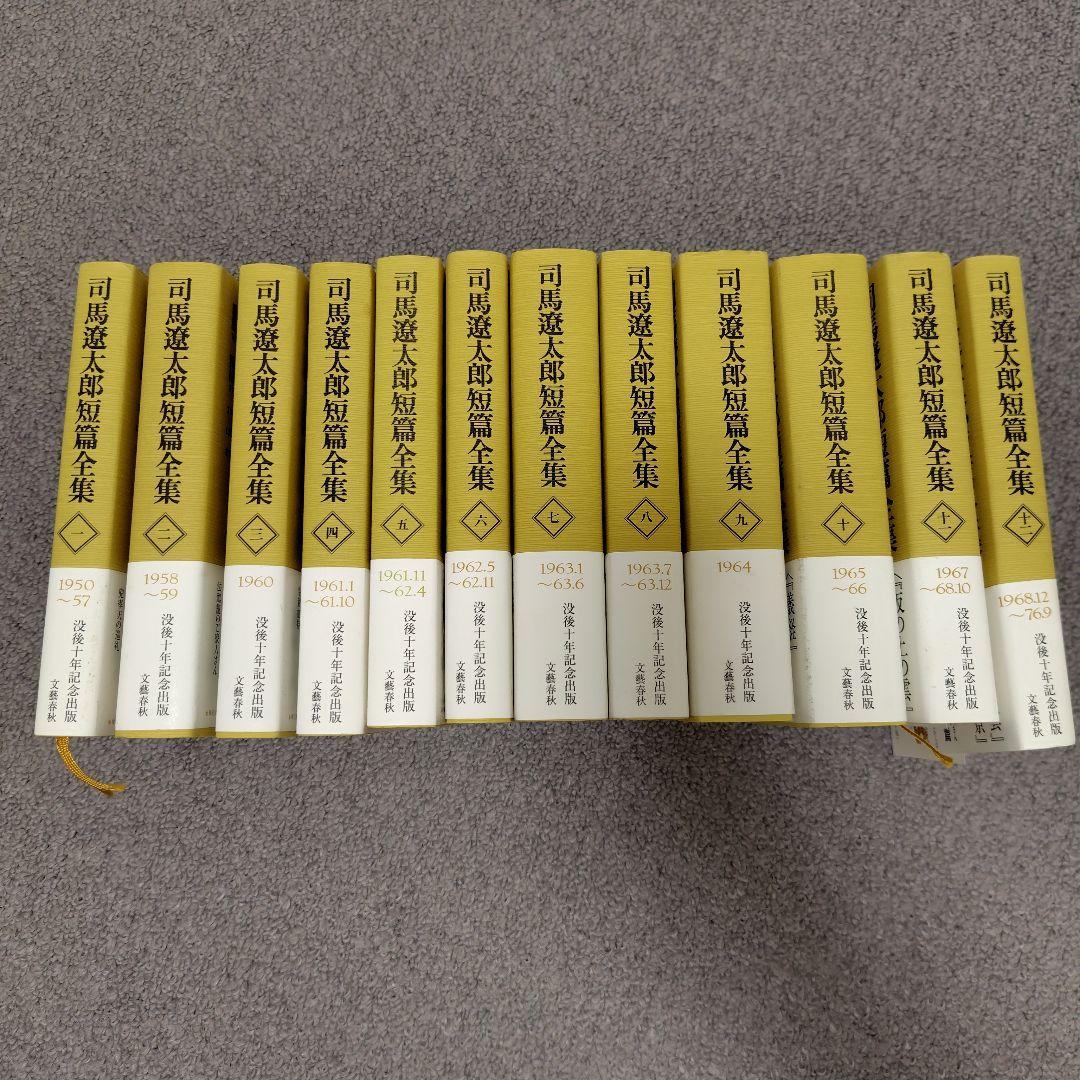 司馬遼太郎短篇全集
一
1950
～57
没後十年記念出版
文藝春秋
司馬遼太郎短篇全集
二
1958
～59
没後十年記念出版
文藝春秋
司馬遼太郎短篇全集
三
1960
没後十年記念出版
文藝春秋
司馬遼太郎短篇全集
四
1961.1
～61.10
没後十年記念出版
文藝春秋
司馬遼太郎短篇全集
五
1961.11
～62.4
没後十年記念出版
文藝春秋
司馬遼太郎短篇全集
六
1962.5
～62.11
没後十年記念出版
文藝春秋
司馬遼太郎短篇全集
七
1963.1
～63.6
没後十年記念出版
文藝春秋
司馬遼太郎短篇全集
八
1963.7
～63.12
没後十年記念出版
文藝春秋
司馬遼太郎短篇全集
九
1964
没後十年記念出版
文藝春秋
司馬遼太郎短篇全集
十
1965
～66
没後十年記念出版
文藝春秋
司馬遼太郎短篇全集
十一
1967
～68.10
没後十年記念出版
文藝春秋
司馬遼太郎短篇全集
十二
1968.12
～76.9
没後十年記念出版
文藝春秋